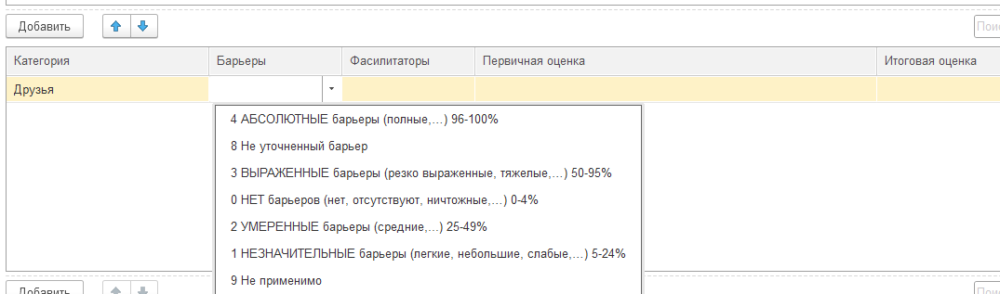 Добавить
Категория Барьеры Фасилитаторы Первичная оценка Итоговая оценка
Друзья
4 АБСОЛЮТНЫЕ барьеры (полные,...) 96-100%
8 Не уточненный барьер
3 ВЫРАЖЕННЫЕ барьеры (резко выраженные, тяжелые,...) 50-95%
0 НЕТ барьеров (нет, отсутствуют, ничтожные,...) 0-4%
2 УМЕРЕННЫЕ барьеры (средние,...) 25-49%
1 НЕЗНАЧИТЕЛЬНЫЕ барьеры (легкие, небольшие, слабые,...) 5-24%
9 Не применимо
Добавить